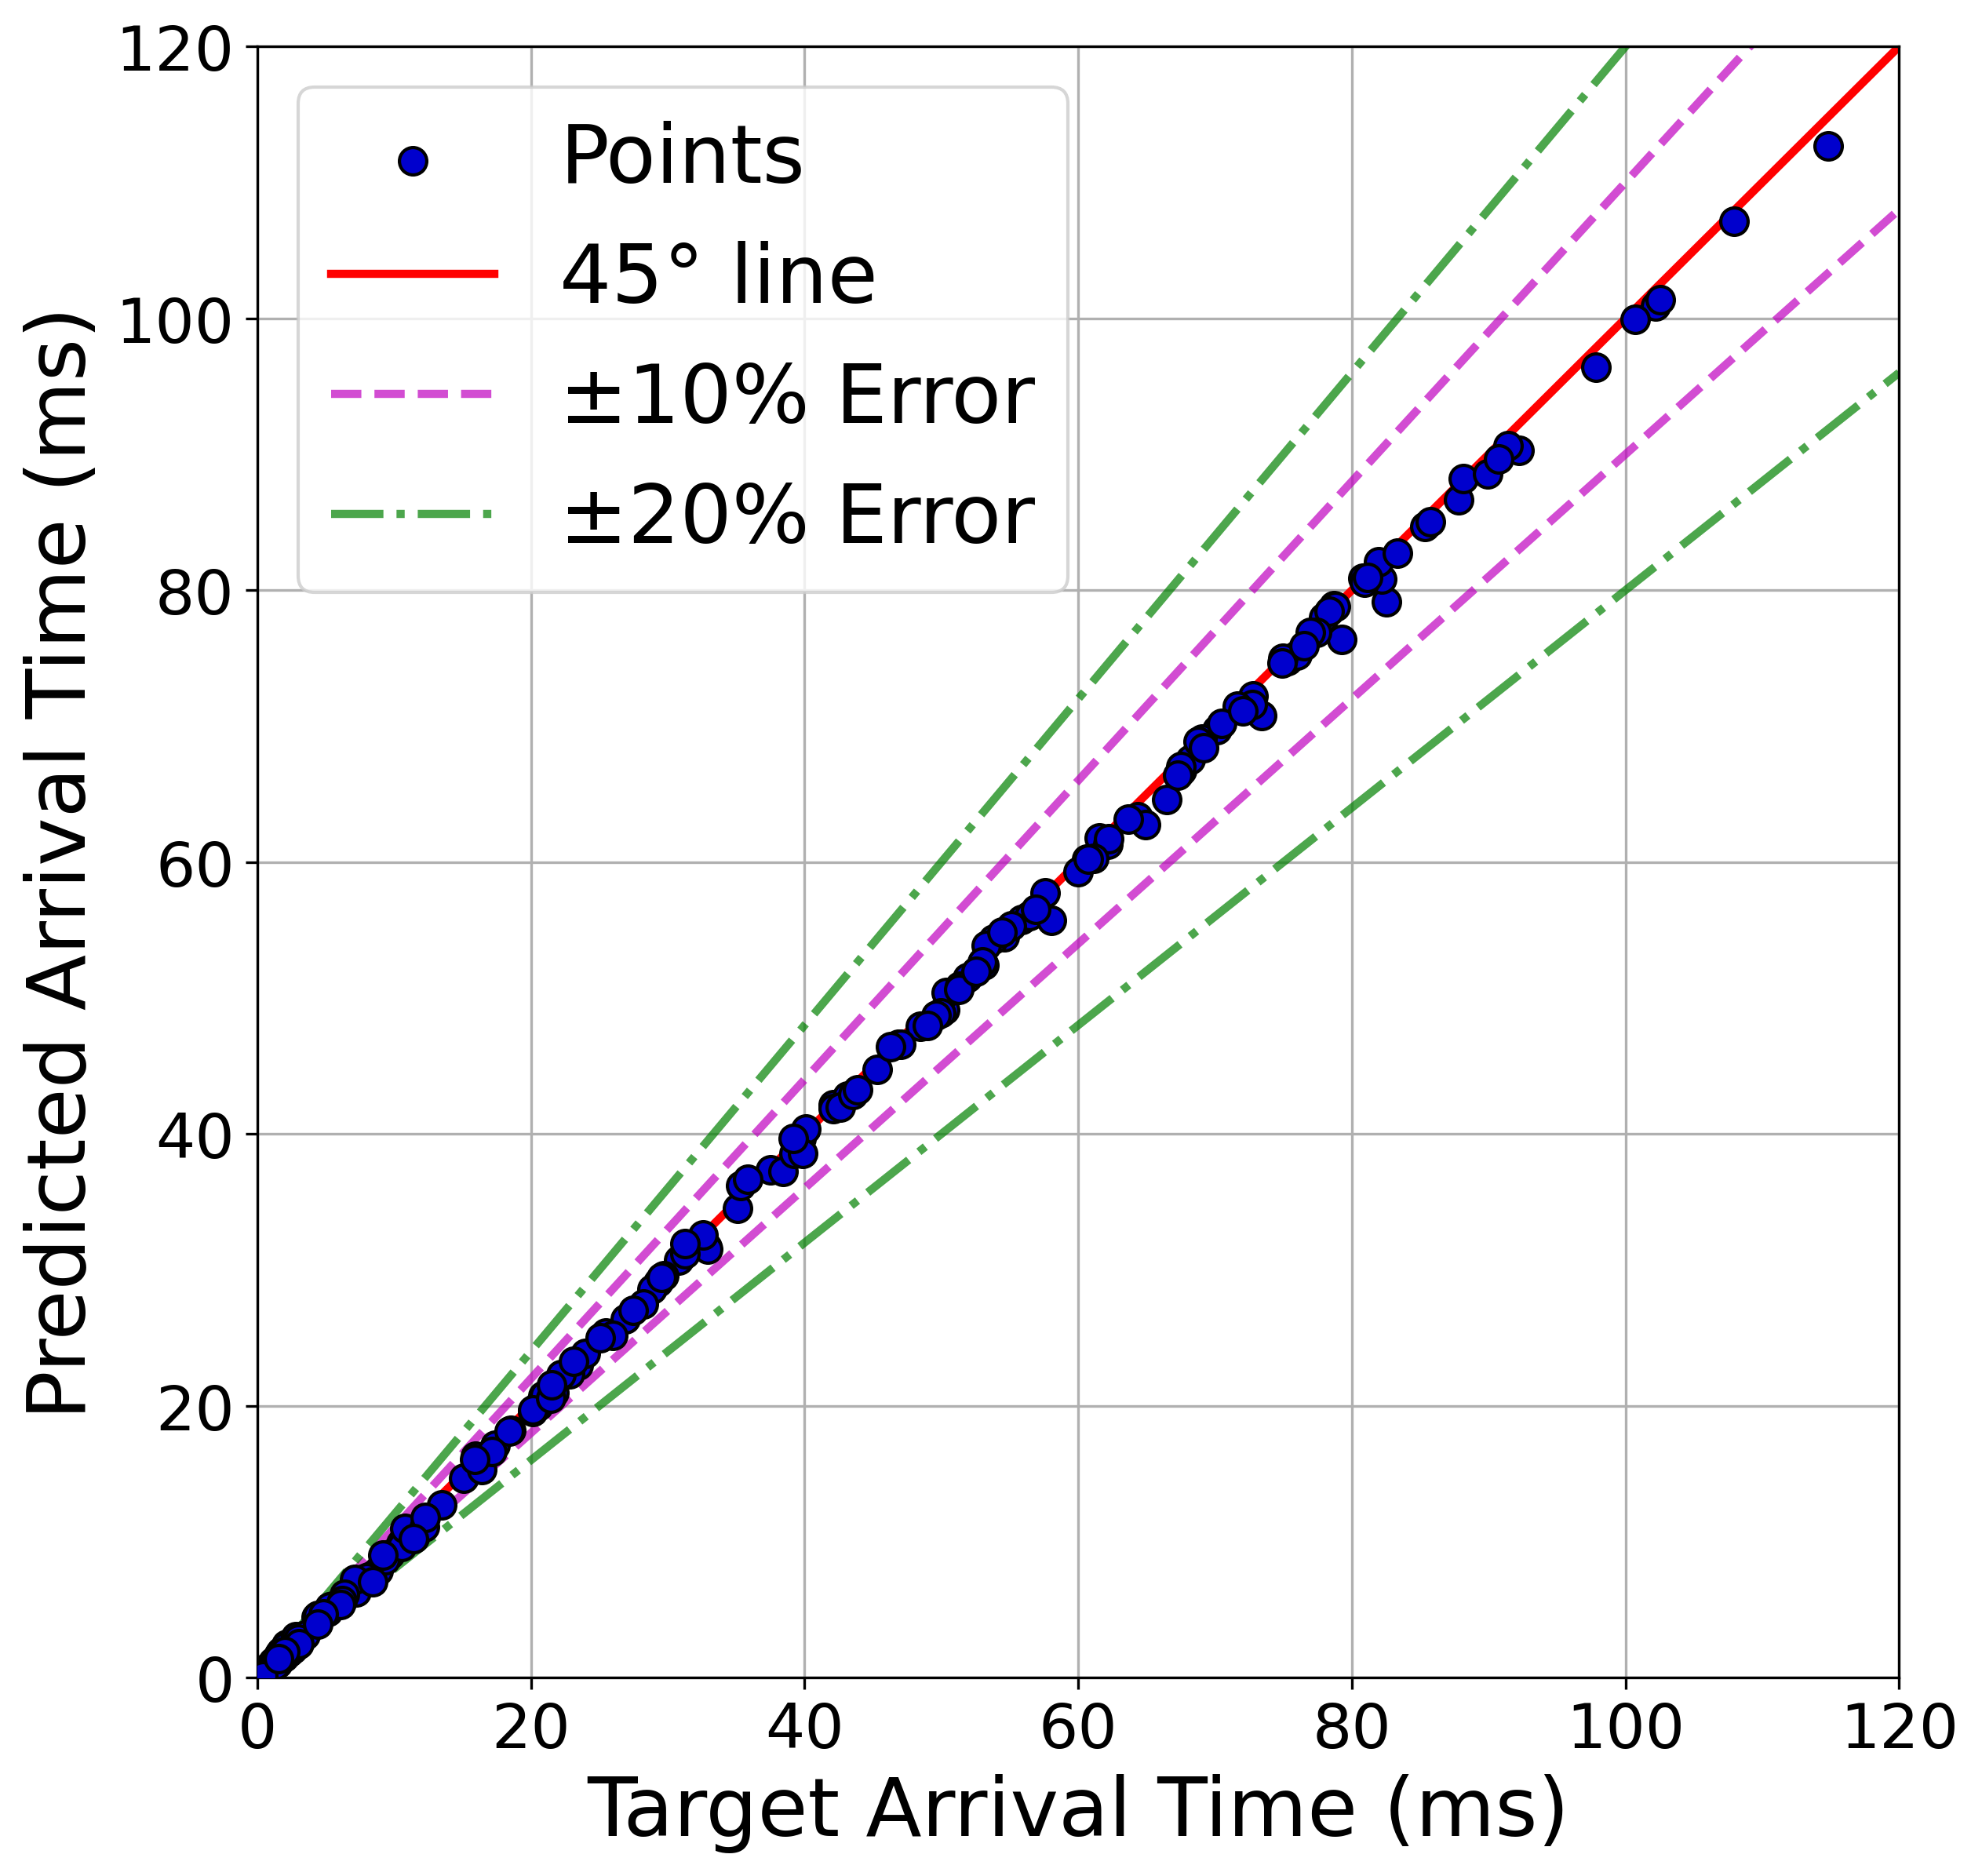 Points
45° line
±10% Error
±20% Error
Predicted Arrival Time (ms)
120
100
80
60
40
20
0
0 20 40 60 80 100 120
Target Arrival Time (ms)